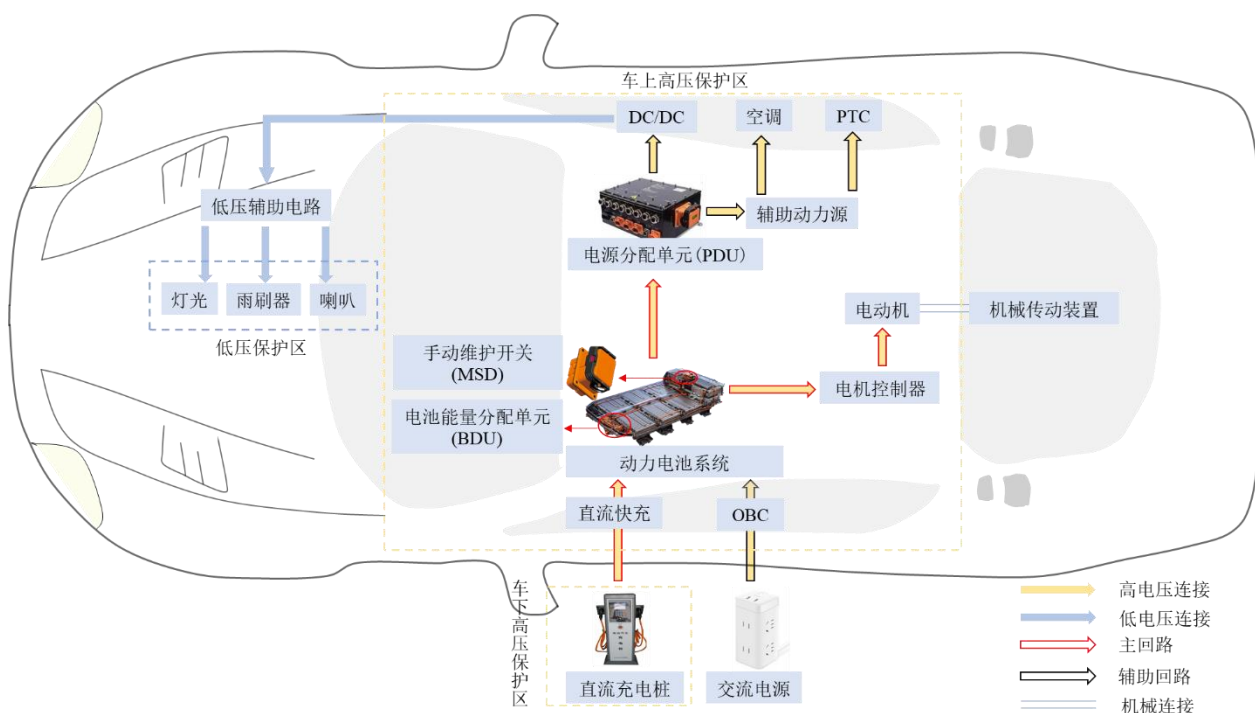 车上高压保护区
DC/DC
空调
PTC
低压辅助电路
辅助动力源
电源分配单元(PDU)
灯光
雨刷器
喇叭
电动机
机械传动装置
低压保护区
手动维护开关
(MSD)
电机控制器
电池能量分配单元
(BDU)
动力电池系统
直流快充
OBC
车下高压保护区
直流充电桩
交流电源
高电压连接
低电压连接
主回路
辅助回路
机械连接